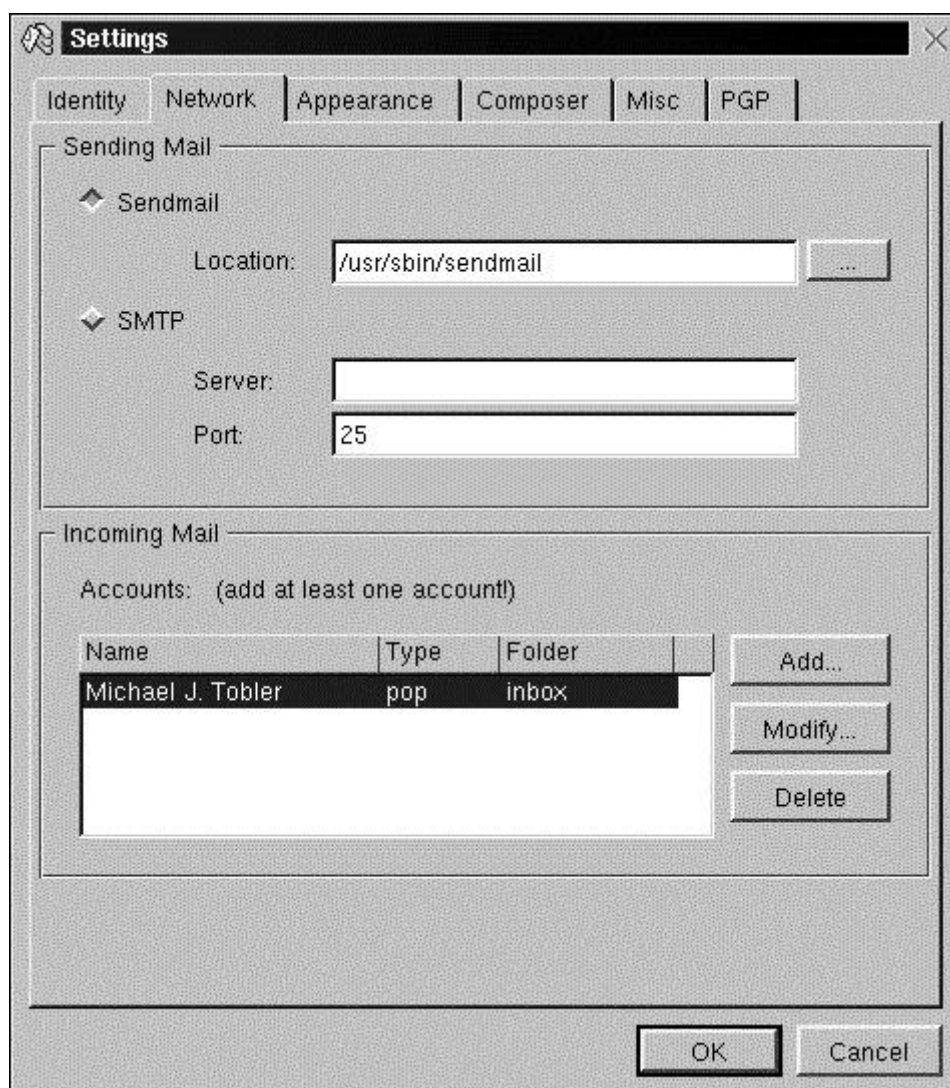 Settings
Identity Network Appearance Composer Misc PGP
Sending Mail
Sendmail
Location: /usr/sbin/sendmail ...
SMTP
Server:
Port: 25
Incoming Mail
Accounts: (add at least one account!)
Name Type Folder
Add...
Michael J. Tobler pop inbox
Modify...
Delete
OK Cancel